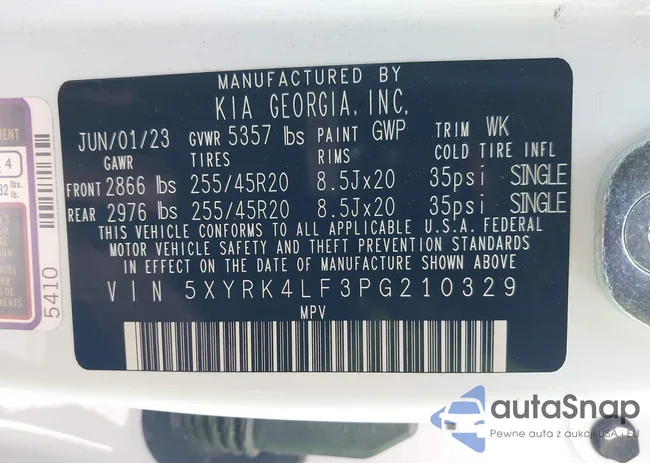 MANUFACTURED BY
KIA GEORGIA, INC.
JUN/01/23 GVWR 5357 lbs PAINT GWP TRIM WK
GAWR TIRES RIMS COLD TIRE INFL
FRONT 2866 lbs 255/45R20 8.5Jx20 35psi SINGLE
REAR 2976 lbs 255/45R20 8.5Jx20 35psi SINGLE
THIS VEHICLE CONFORMS TO ALL APPLICABLE U.S.A. FEDERAL
MOTOR VEHICLE SAFETY AND THEFT PREVENTION STANDARDS
IN EFFECT ON THE DATE OF MANUFACTURE SHOWN ABOVE
VIN 5XYRK4LF3PG210329
MPV
5410
4
lbs.
lb.
autaSnap
Pewne auta z aukcji USA i EU